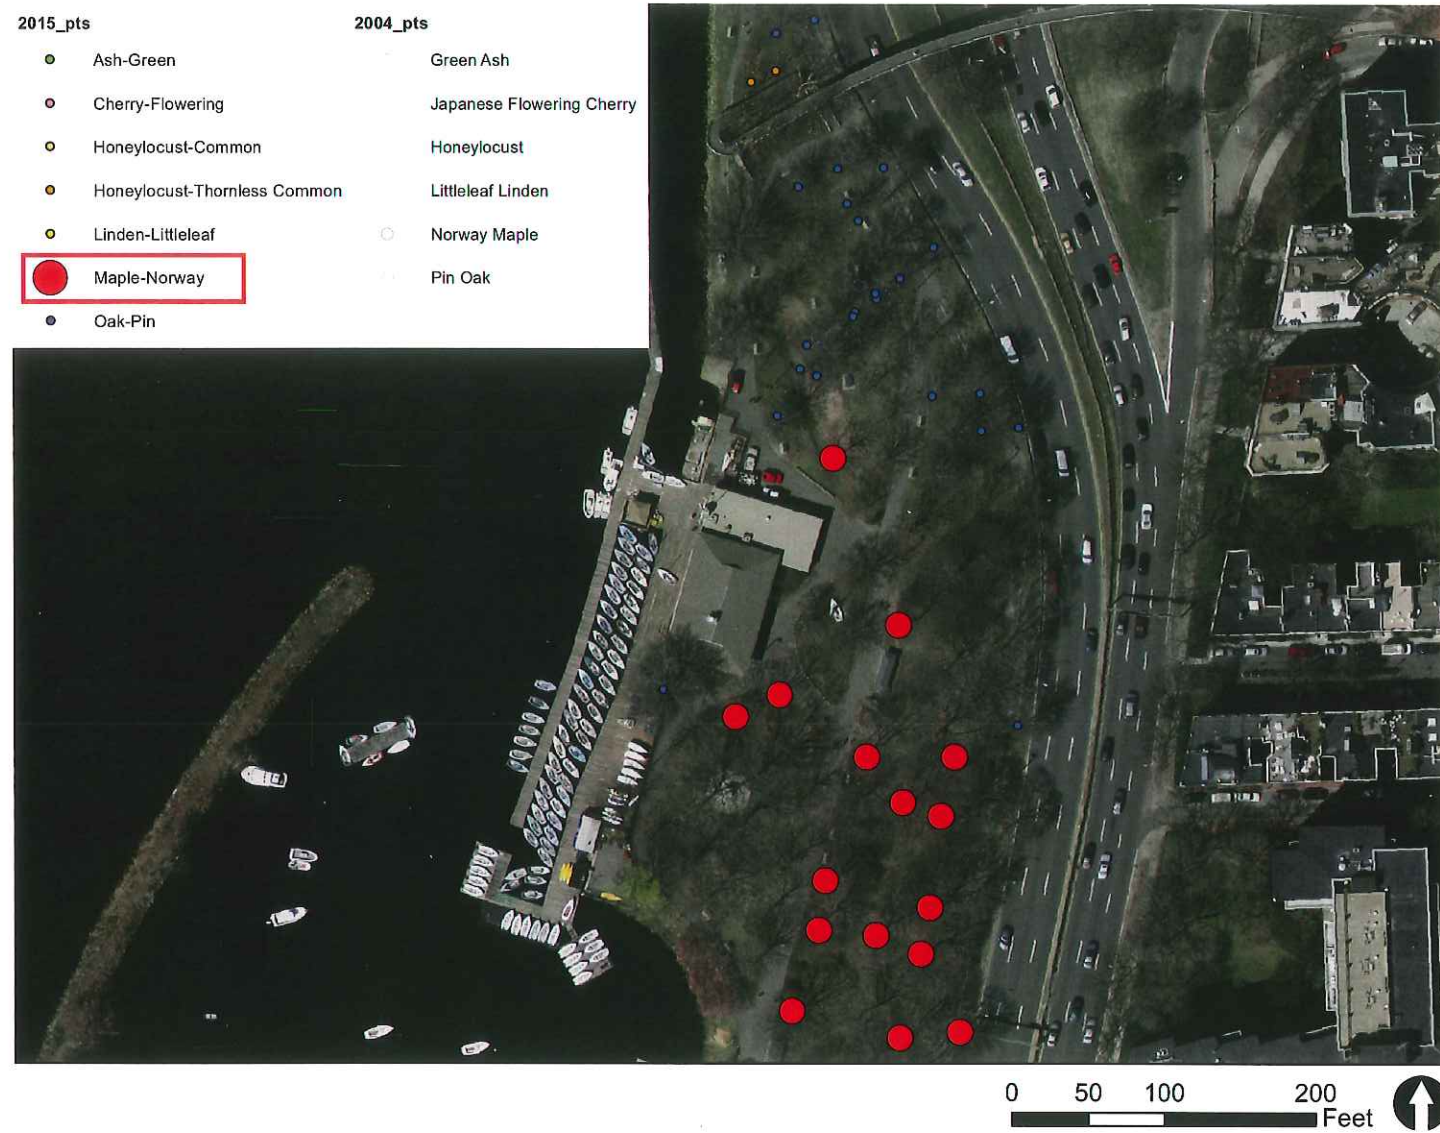 2015_pts
Ash-Green
Cherry-Flowering
Honeylocust-Common
Honeylocust-Thornless Common
Linden-Littleleaf
Maple-Norway
Oak-Pin
2004_pts
Green Ash
Japanese Flowering Cherry
Honeylocust
Littleleaf Linden
Norway Maple
Pin Oak
0 50 100 200
Feet